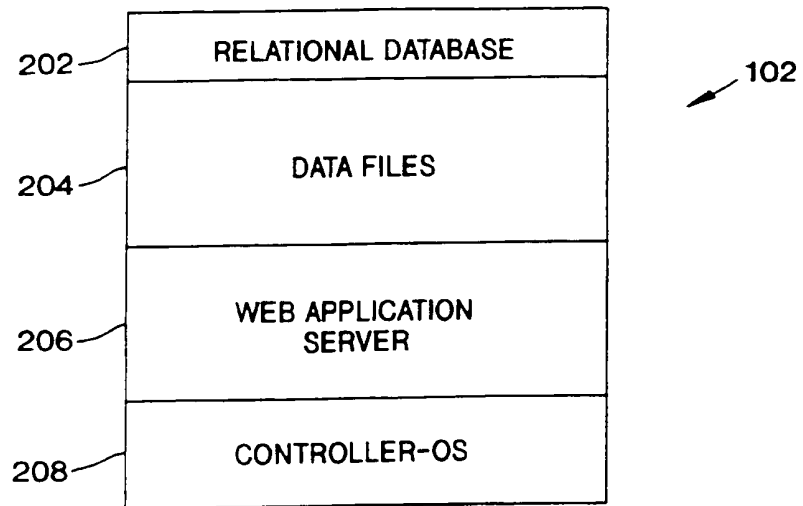 202
RELATIONAL DATABASE
102
204
DATA FILES
206
WEB APPLICATION
SERVER
208
CONTROLLER-OS